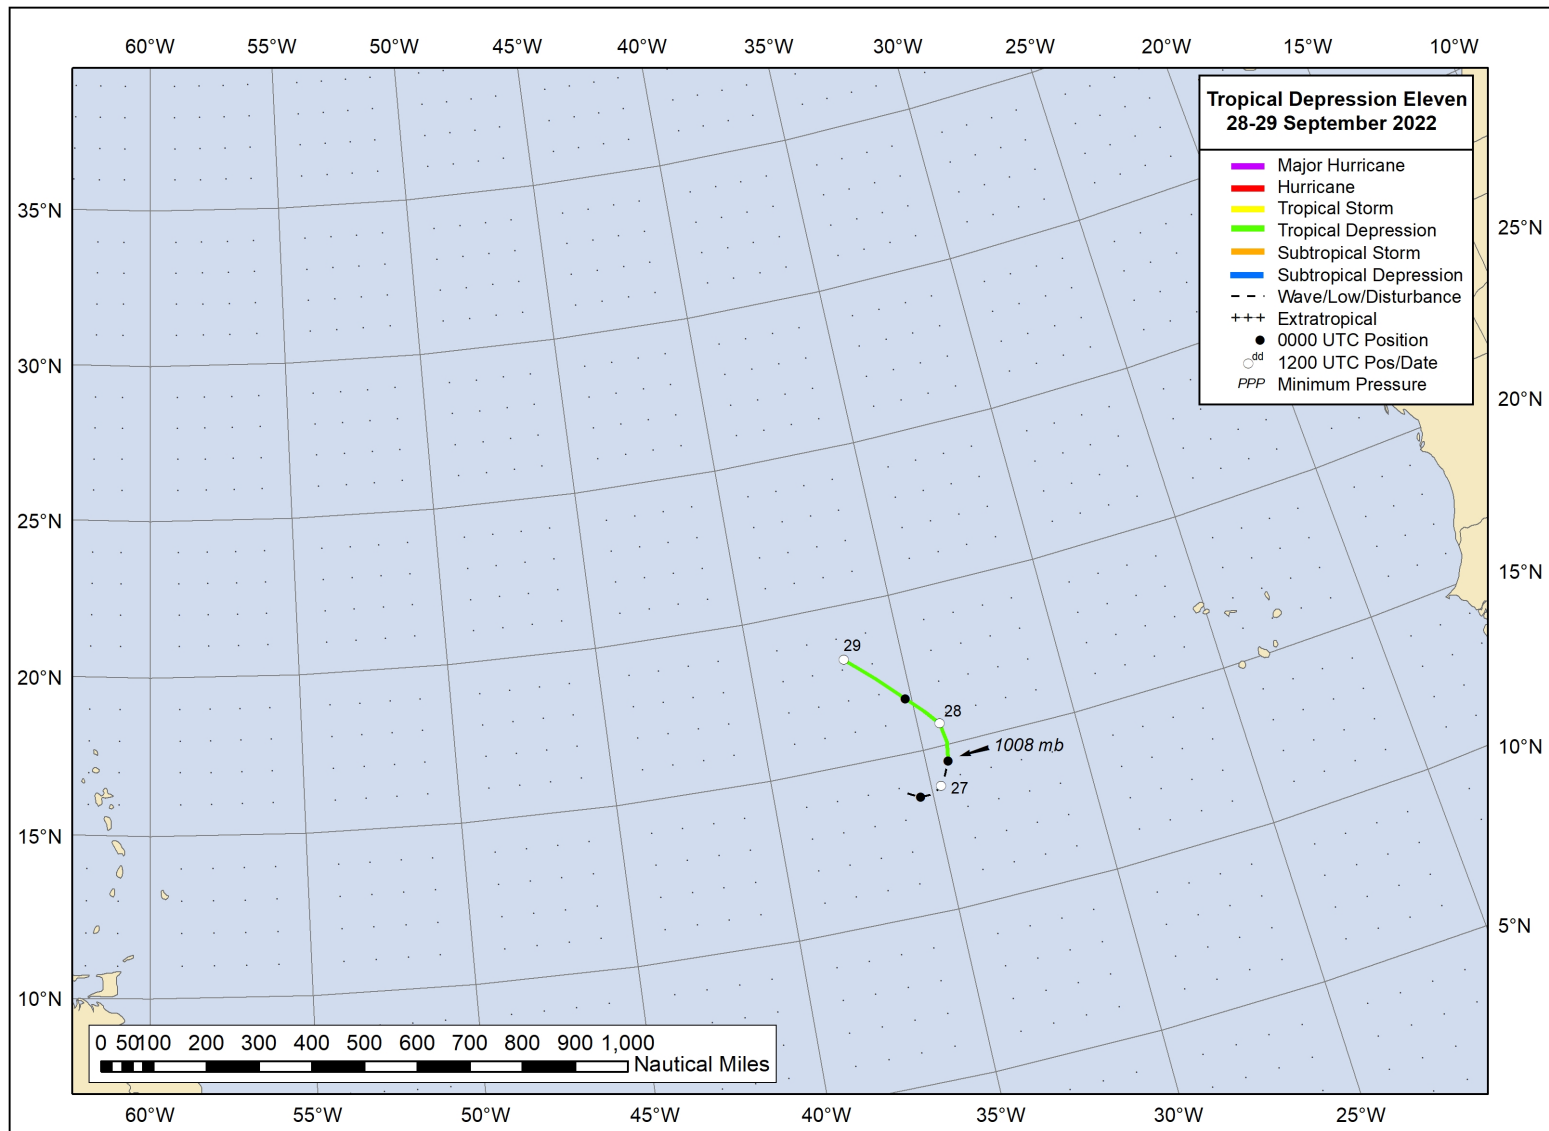 60°W 55°W 50°W 45°W 40°W 35°W 30°W 25°W 20°W 15°W 10°W
Tropical Depression Eleven
28-29 September 2022
Major Hurricane
Hurricane
Tropical Storm
Tropical Depression
Subtropical Storm
Subtropical Depression
Wave/Low/Disturbance
+++ Extratropical
0000 UTC Position
dd 1200 UTC Pos/Date
PPP Minimum Pressure
35°N
30°N
25°N
20°N
15°N
10°N
25°N
20°N
15°N
10°N
5°N
29
28
1008 mb
27
0 50 100 200 300 400 500 600 700 800 900 1,000
Nautical Miles
60°W 55°W 50°W 45°W 40°W 35°W 30°W 25°W